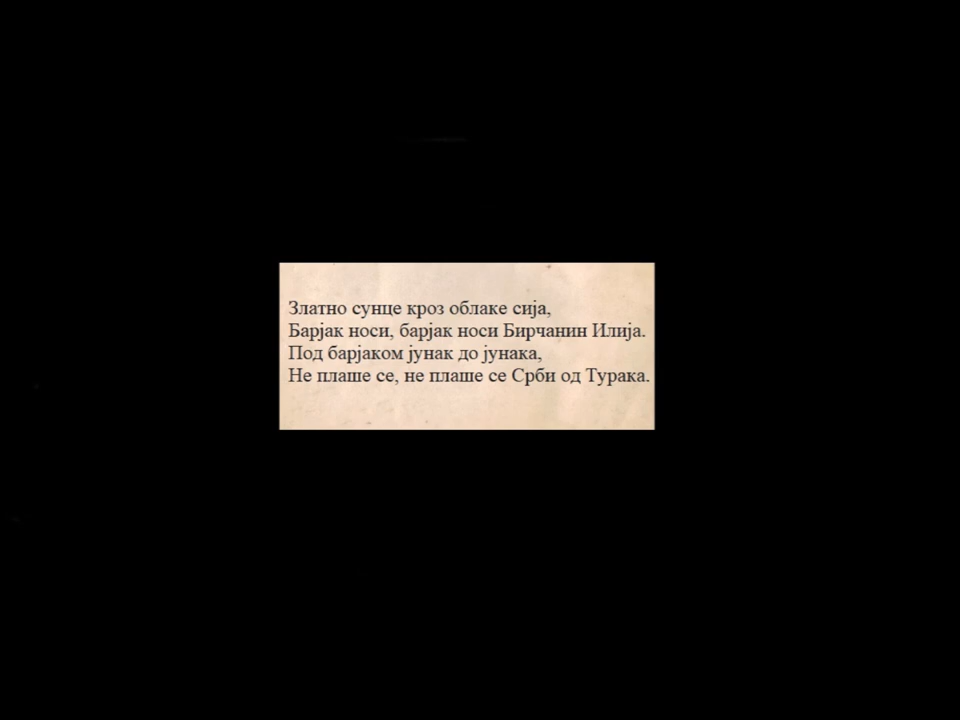 Златно сунце кроз облаке сија,
Барјак носи, барјак носи Бирчанин Илија.
Под барјаком јунак до јунака,
Не плаше се, не плаше се Срби од Турака.